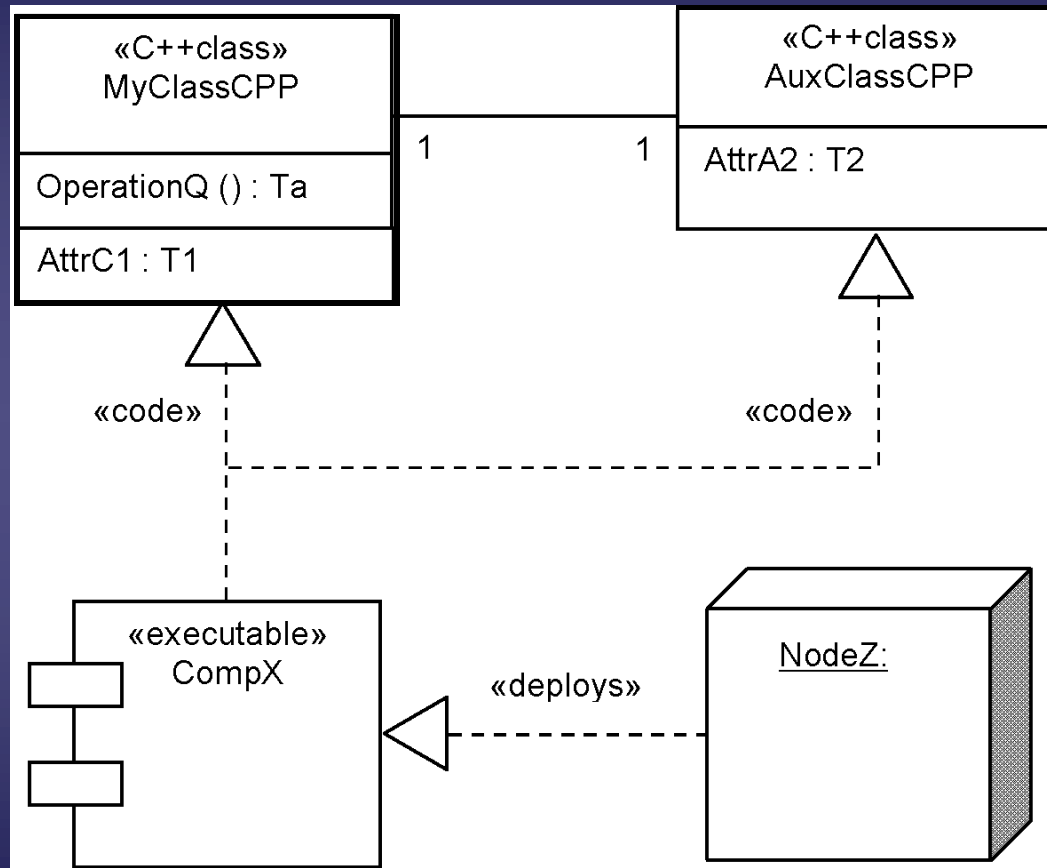 «C++class»
MyClassCPP
OperationQ () : Ta
AttrC1 : T1
1
1
«C++class»
AuxClassCPP
AttrA2 : T2
«code»
«code»
«executable»
CompX
«deploys»
NodeZ: